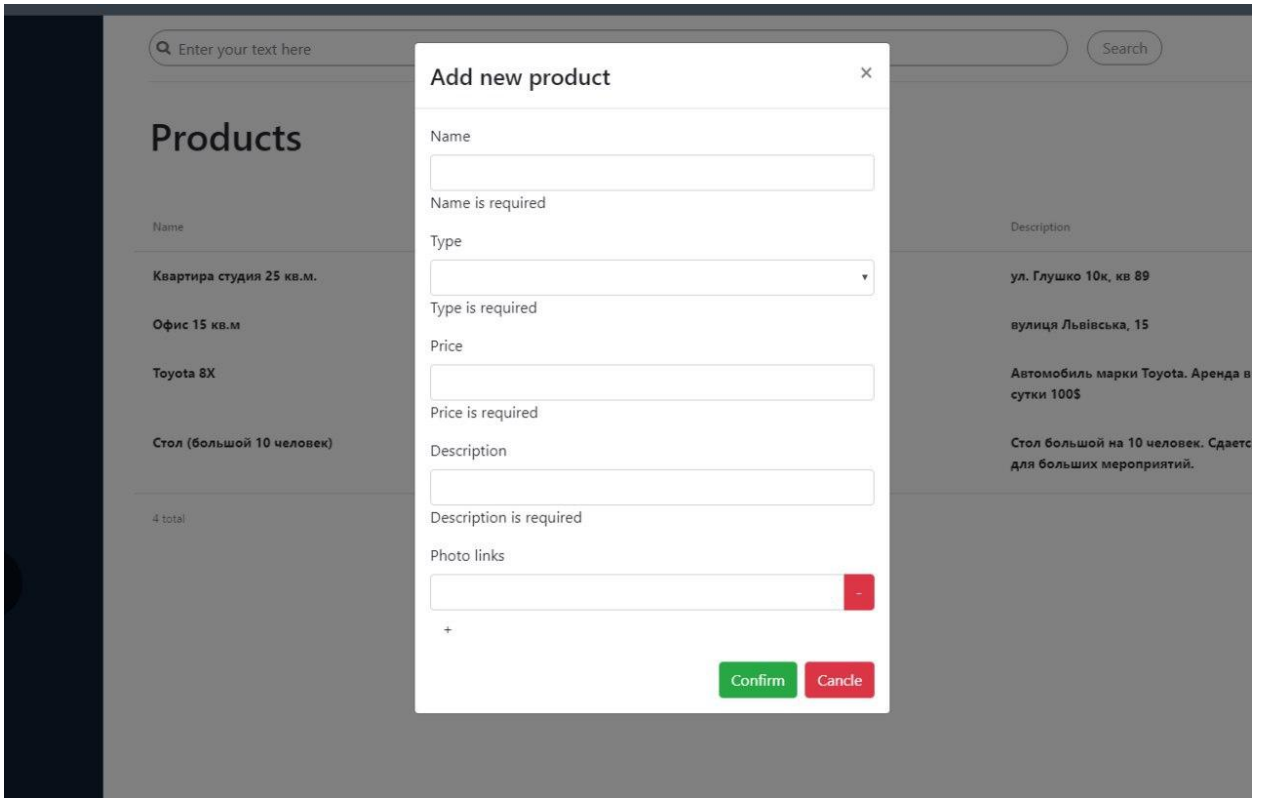 Enter your text here
Search
Add new product
×
Products
Name
Name is required
Type
Type is required
Price
Price is required
Description
Description is required
Photo links
-
+
Confirm
Cancle
Name
Description
Квартира студия 25 кв.м.
ул. Глушко 10к, кв 89
Офис 15 кв.м
вулиця Львівська, 15
Toyota 8X
Автомобиль марки Toyota. Аренда в
сутки 100$
Стол (большой 10 человек)
Стол большой на 10 человек. Сдаетс
для больших мероприятий.
4 total